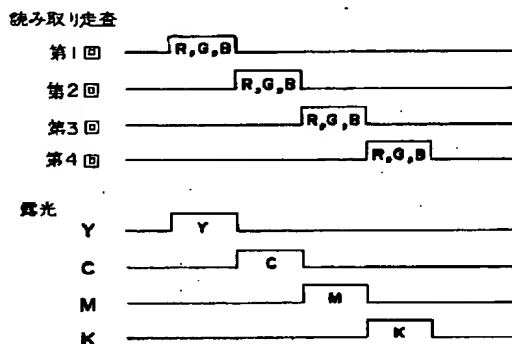 読み取り走査
第1回 R,G,B
第2回 R,G,B
第3回 R,G,B
第4回 R,G,B
露光
Y Y
C C
M M
K K